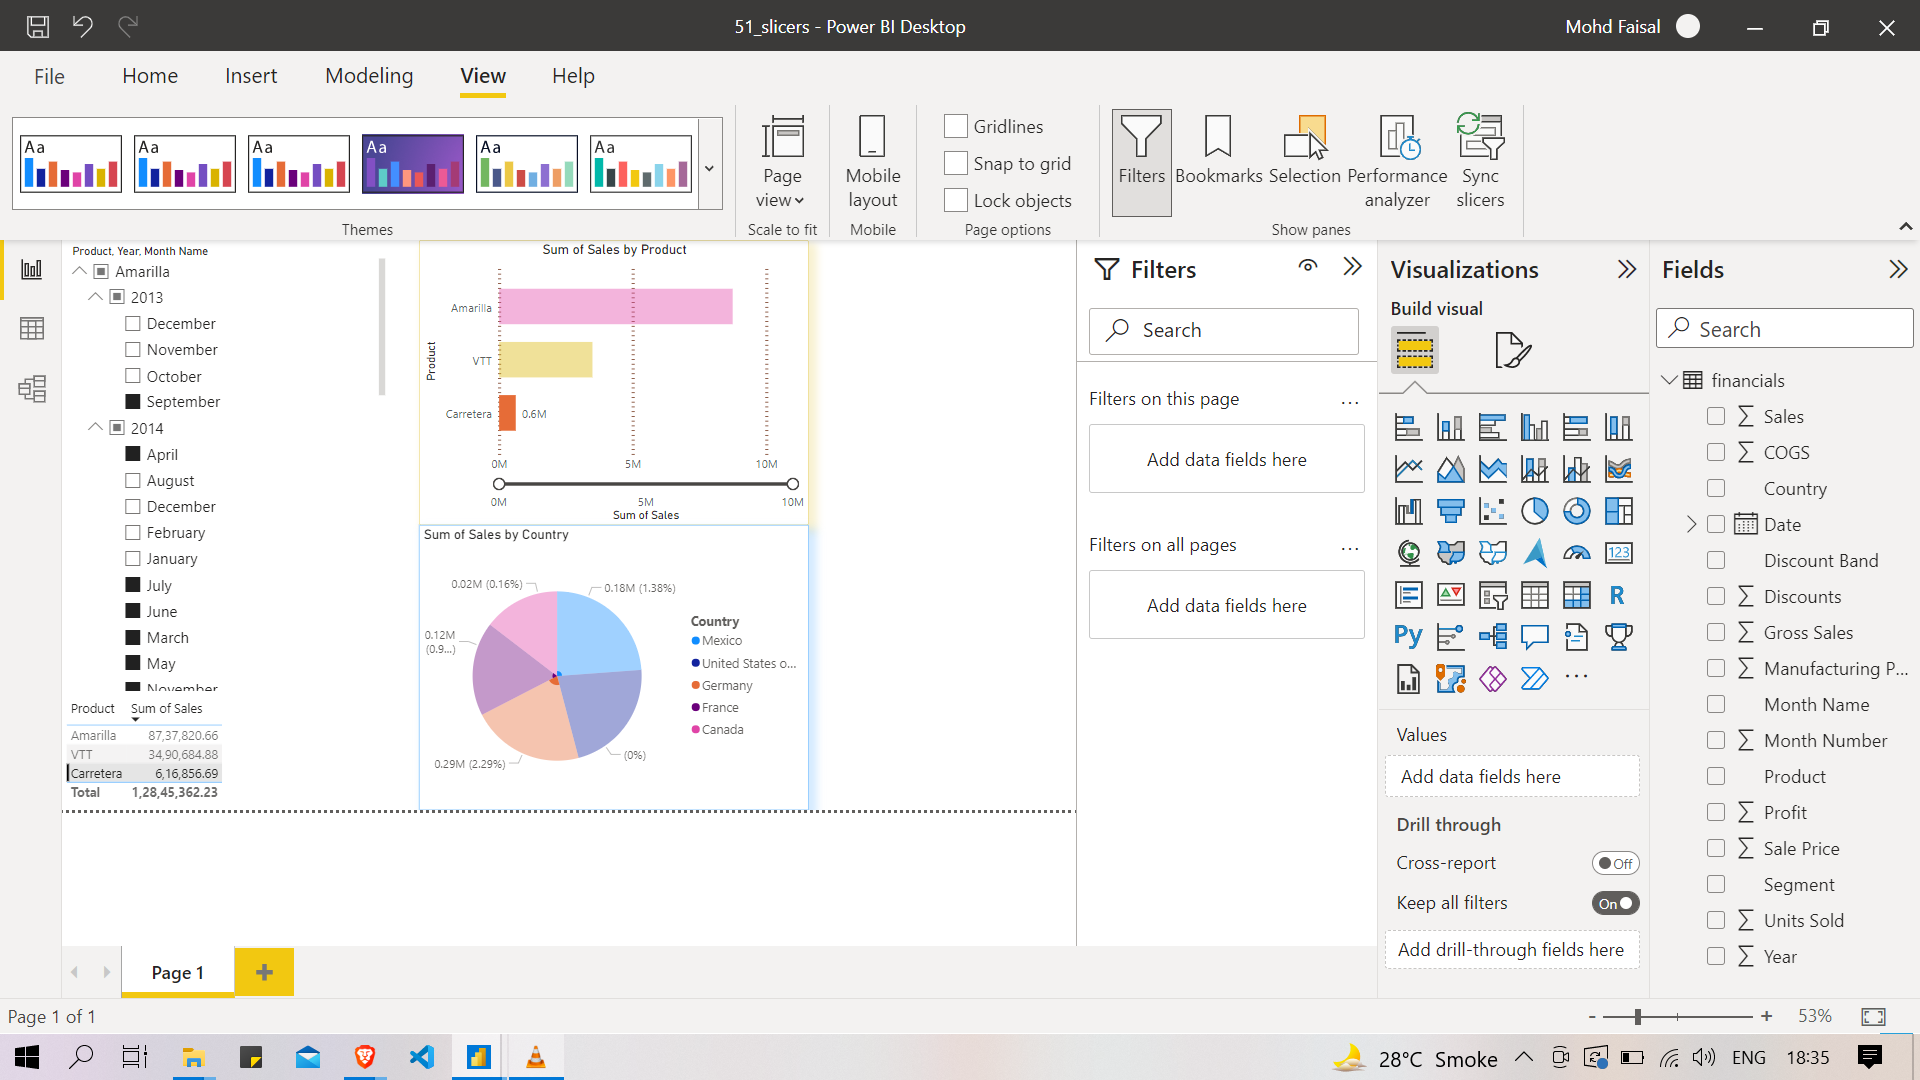 51_slicers - Power BI Desktop
Mohd Faisal
File Home Insert Modeling View Help
Aa Aa Aa Aa Aa Aa
Themes
Page view
Scale to fit
Mobile layout
Mobile
Gridlines
Snap to grid
Lock objects
Page options
Filters
Bookmarks
Selection
Performance analyzer
Sync slicers
Show panes
Product, Year, Month Name
Amarilla
2013
December
November
October
September
2014
April
August
December
February
January
July
June
March
May
November
Product Sum of Sales
Amarilla 87,37,820.66
VTT 34,90,684.88
Carretera 6,16,856.69
Total 1,28,45,362.23
Sum of Sales by Product
Product
Amarilla
VTT
Carretera 0.6M
0M 5M 10M
0M 5M 10M
Sum of Sales
Sum of Sales by Country
0.02M (0.16%)
0.18M (1.38%)
0.12M
(0.9...)
0.29M (2.29%)
(0%)
Country
Mexico
United States o...
Germany
France
Canada
Filters
Search
Filters on this page ...
Add data fields here
Filters on all pages ...
Add data fields here
Visualizations
Build visual
123
R
Py
...
Values
Add data fields here
Drill through
Cross-report Off
Keep all filters On
Add drill-through fields here
Fields
Search
financials
Sales
COGS
Country
Date
Discount Band
Discounts
Gross Sales
Manufacturing P...
Month Name
Month Number
Product
Profit
Sale Price
Segment
Units Sold
Year
Page 1
+
Page 1 of 1
- + 53%
28°C Smoke
ENG
18:35